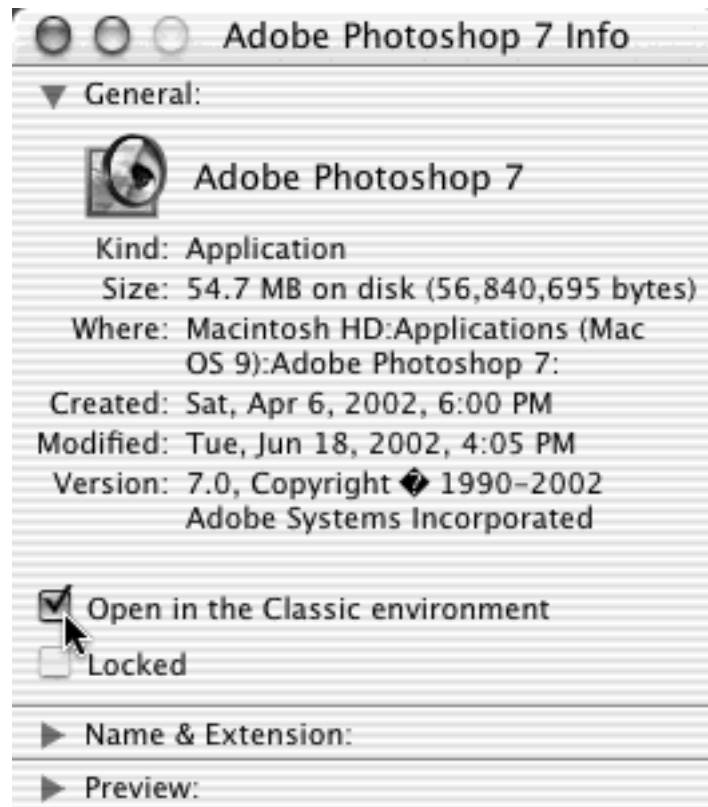 Adobe Photoshop 7 Info
General:
Adobe Photoshop 7
Kind: Application
Size: 54.7 MB on disk (56,840,695 bytes)
Where: Macintosh HD:Applications (Mac
OS 9):Adobe Photoshop 7:
Created: Sat, Apr 6, 2002, 6:00 PM
Modified: Tue, Jun 18, 2002, 4:05 PM
Version: 7.0, Copyright � 1990–2002
Adobe Systems Incorporated
Open in the Classic environment
Locked
Name & Extension:
Preview: